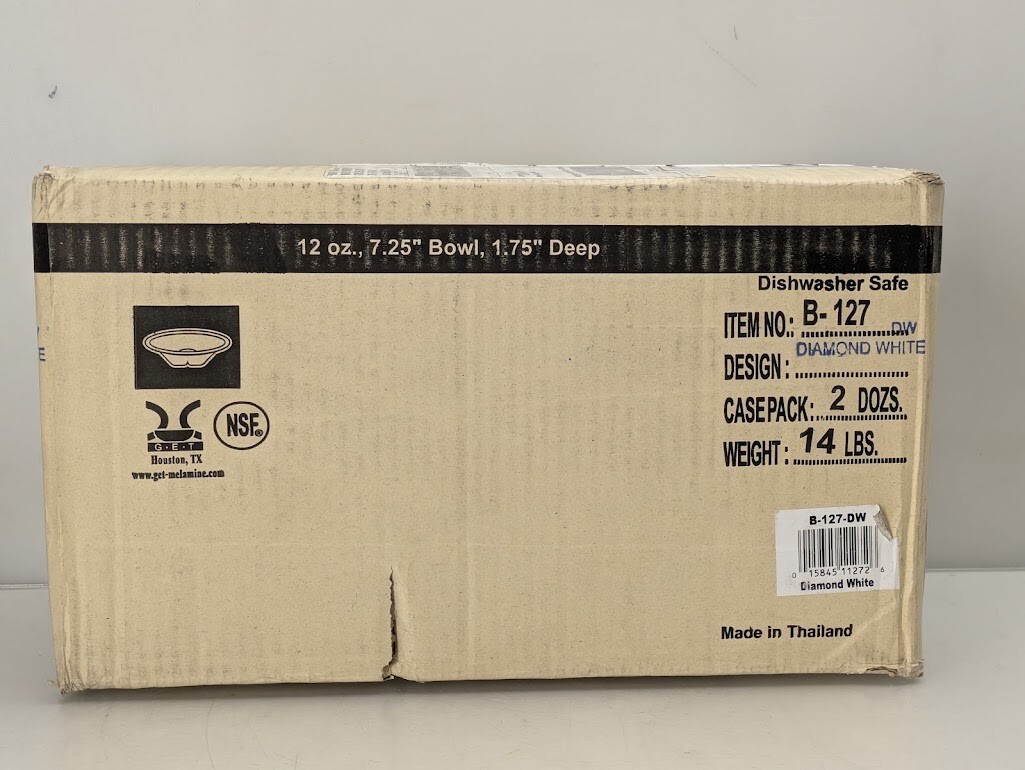 12 oz., 7.25" Bowl, 1.75" Deep
Dishwasher Safe
ITEM NO.: B-127 DW
DIAMOND WHITE
DESIGN :
CASEPACK: 2 DOZS.
WEIGHT : 14 LBS.
G·E·T
NSF®
Houston, TX
www.get-melamine.com
E
B-127-DW
0 15845 11272 6
Diamond White
Made in Thailand